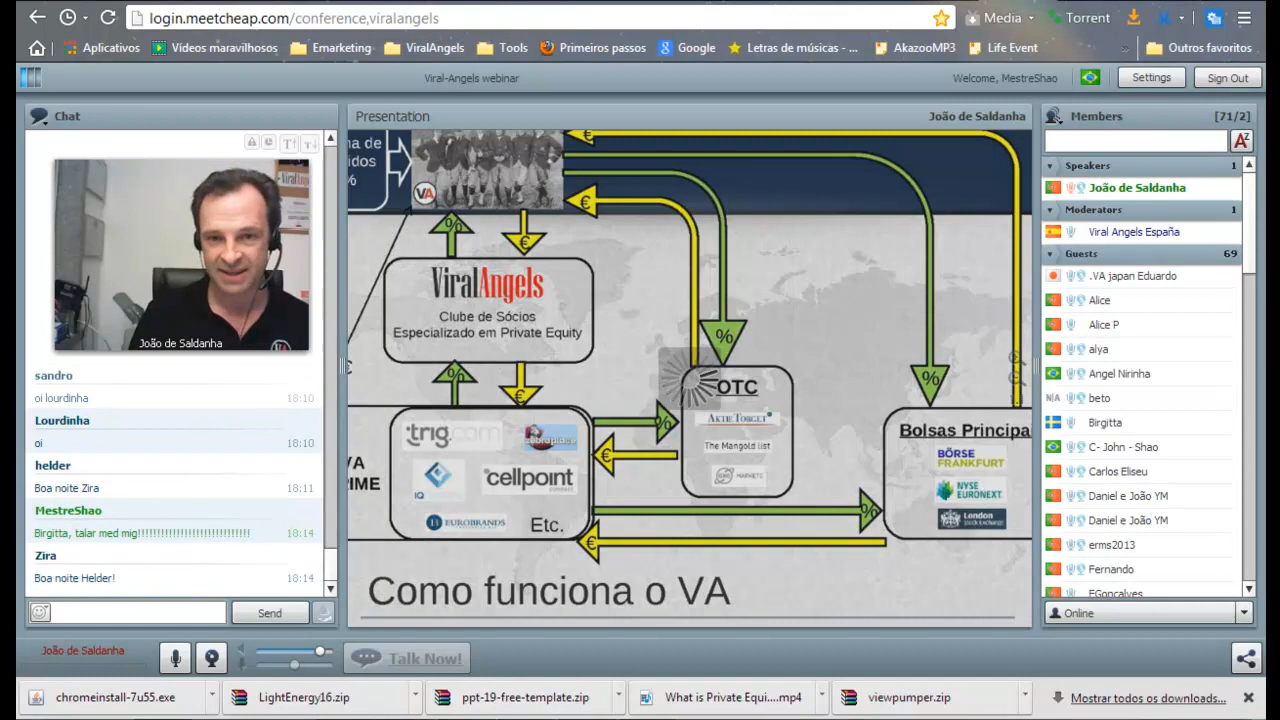 login.meetcheap.com/conference,viralangels
Media
Torrent
Aplicativos
Vídeos maravilhosos
Emarketing
ViralAngels
Tools
Primeiros passos
Google
Letras de músicas - ...
AkazooMP3
Life Event
»
Outros favoritos
Viral-Angels webinar
Welcome, MestreShao
Settings
Sign Out
Chat
João de Saldanha
sandro
oi lourdinha 18:10
Lourdinha
oi 18:10
helder
Boa noite Zira 18:11
MestreShao
Birgitta, talar med mig!!!!!!!!!!!!!!!!!!!!!!!!!!!! 18:14
Zira
Boa noite Helder! 18:14
Send
Presentation
João de Saldanha
%
VA
%
€
€
€
ViralAngels
Clube de Sócios
Especializado em Private Equity
%
%
%
€
OTC
AktieTorget
The Mangold list
MARKETS
trig.com
zebraplace
IQ
cellpoint
connect
EUROBRANDS
Etc.
%
€
%
€
Bolsas Principa
BÖRSE
FRANKFURT
NYSE
EURONEXT
London
Stock Exchange
Como funciona o VA
Members
[71/2]
Speakers 1
João de Saldanha
Moderators 1
Viral Angels España
Guests 69
.VA japan Eduardo
Alice
Alice P
alya
Angel Nirinha
N/A beto
Birgitta
C- John - Shao
Carlos Eliseu
Daniel e João YM
Daniel e João YM
erms2013
Fernando
FGonçalves
Online
João de Saldanha
Talk Now!
chromeinstall-7u55.exe
LightEnergy16.zip
ppt-19-free-template.zip
What is Private Equi....mp4
viewpumper.zip
Mostrar todos os downloads...